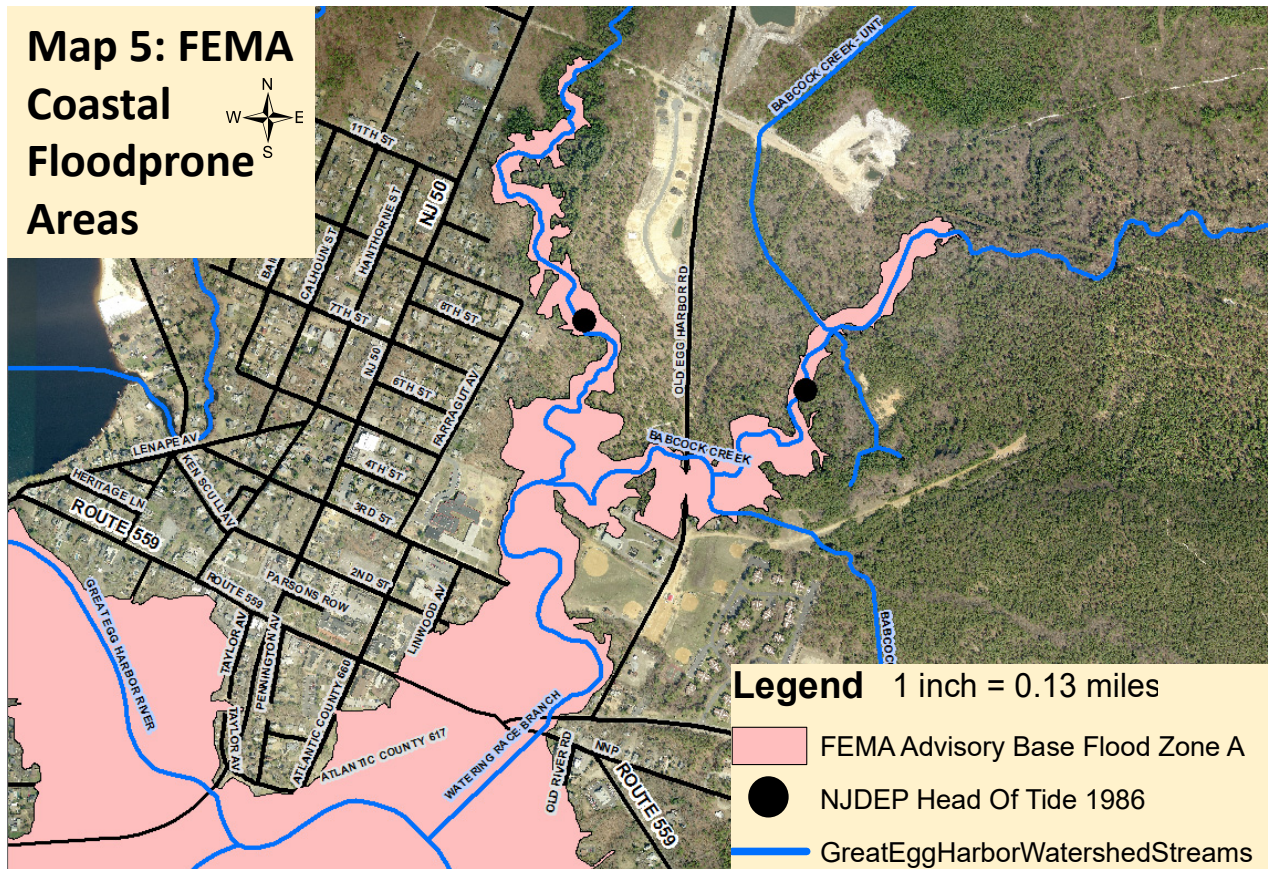 Map 5: FEMA
Coastal
Floodprone
Areas
N
W E
S
BABCOCK CREEK - UNT
11TH ST
HANTHORNE ST
NJ 50
CALHOUN ST
7TH ST
8TH ST
OLD EGG HARBOR RD
NJ 50
6TH ST
FARRAGUT AV
LENAPE AV
BABCOCK CREEK
KEN SCULL AV
4TH ST
HERITAGE LN
3RD ST
ROUTE 559
2ND ST
ROUTE 559
PARSONS ROW
LINWOOD AV
GREAT EGG HARBOR RIVER
TAYLOR AV
PENNINGTON AV
BABCOC
ATLANTIC COUNTY 660
TAYLOR AV
ATLANTIC COUNTY 617
WATERING RACE BRANCH
OLD RIVER RD
NNP
ROUTE 559
Legend 1 inch = 0.13 miles
FEMA Advisory Base Flood Zone A
NJDEP Head Of Tide 1986
GreatEggHarborWatershedStreams